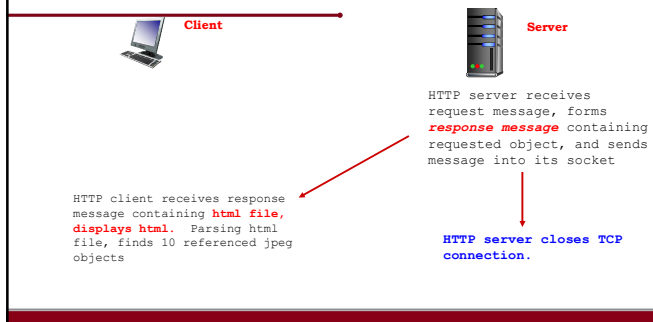 Client
Server
HTTP server receives
request message, forms
response message containing
requested object, and sends
message into its socket
HTTP client receives response
message containing html file,
displays html. Parsing html
file, finds 10 referenced jpeg
objects
HTTP server closes TCP
connection.